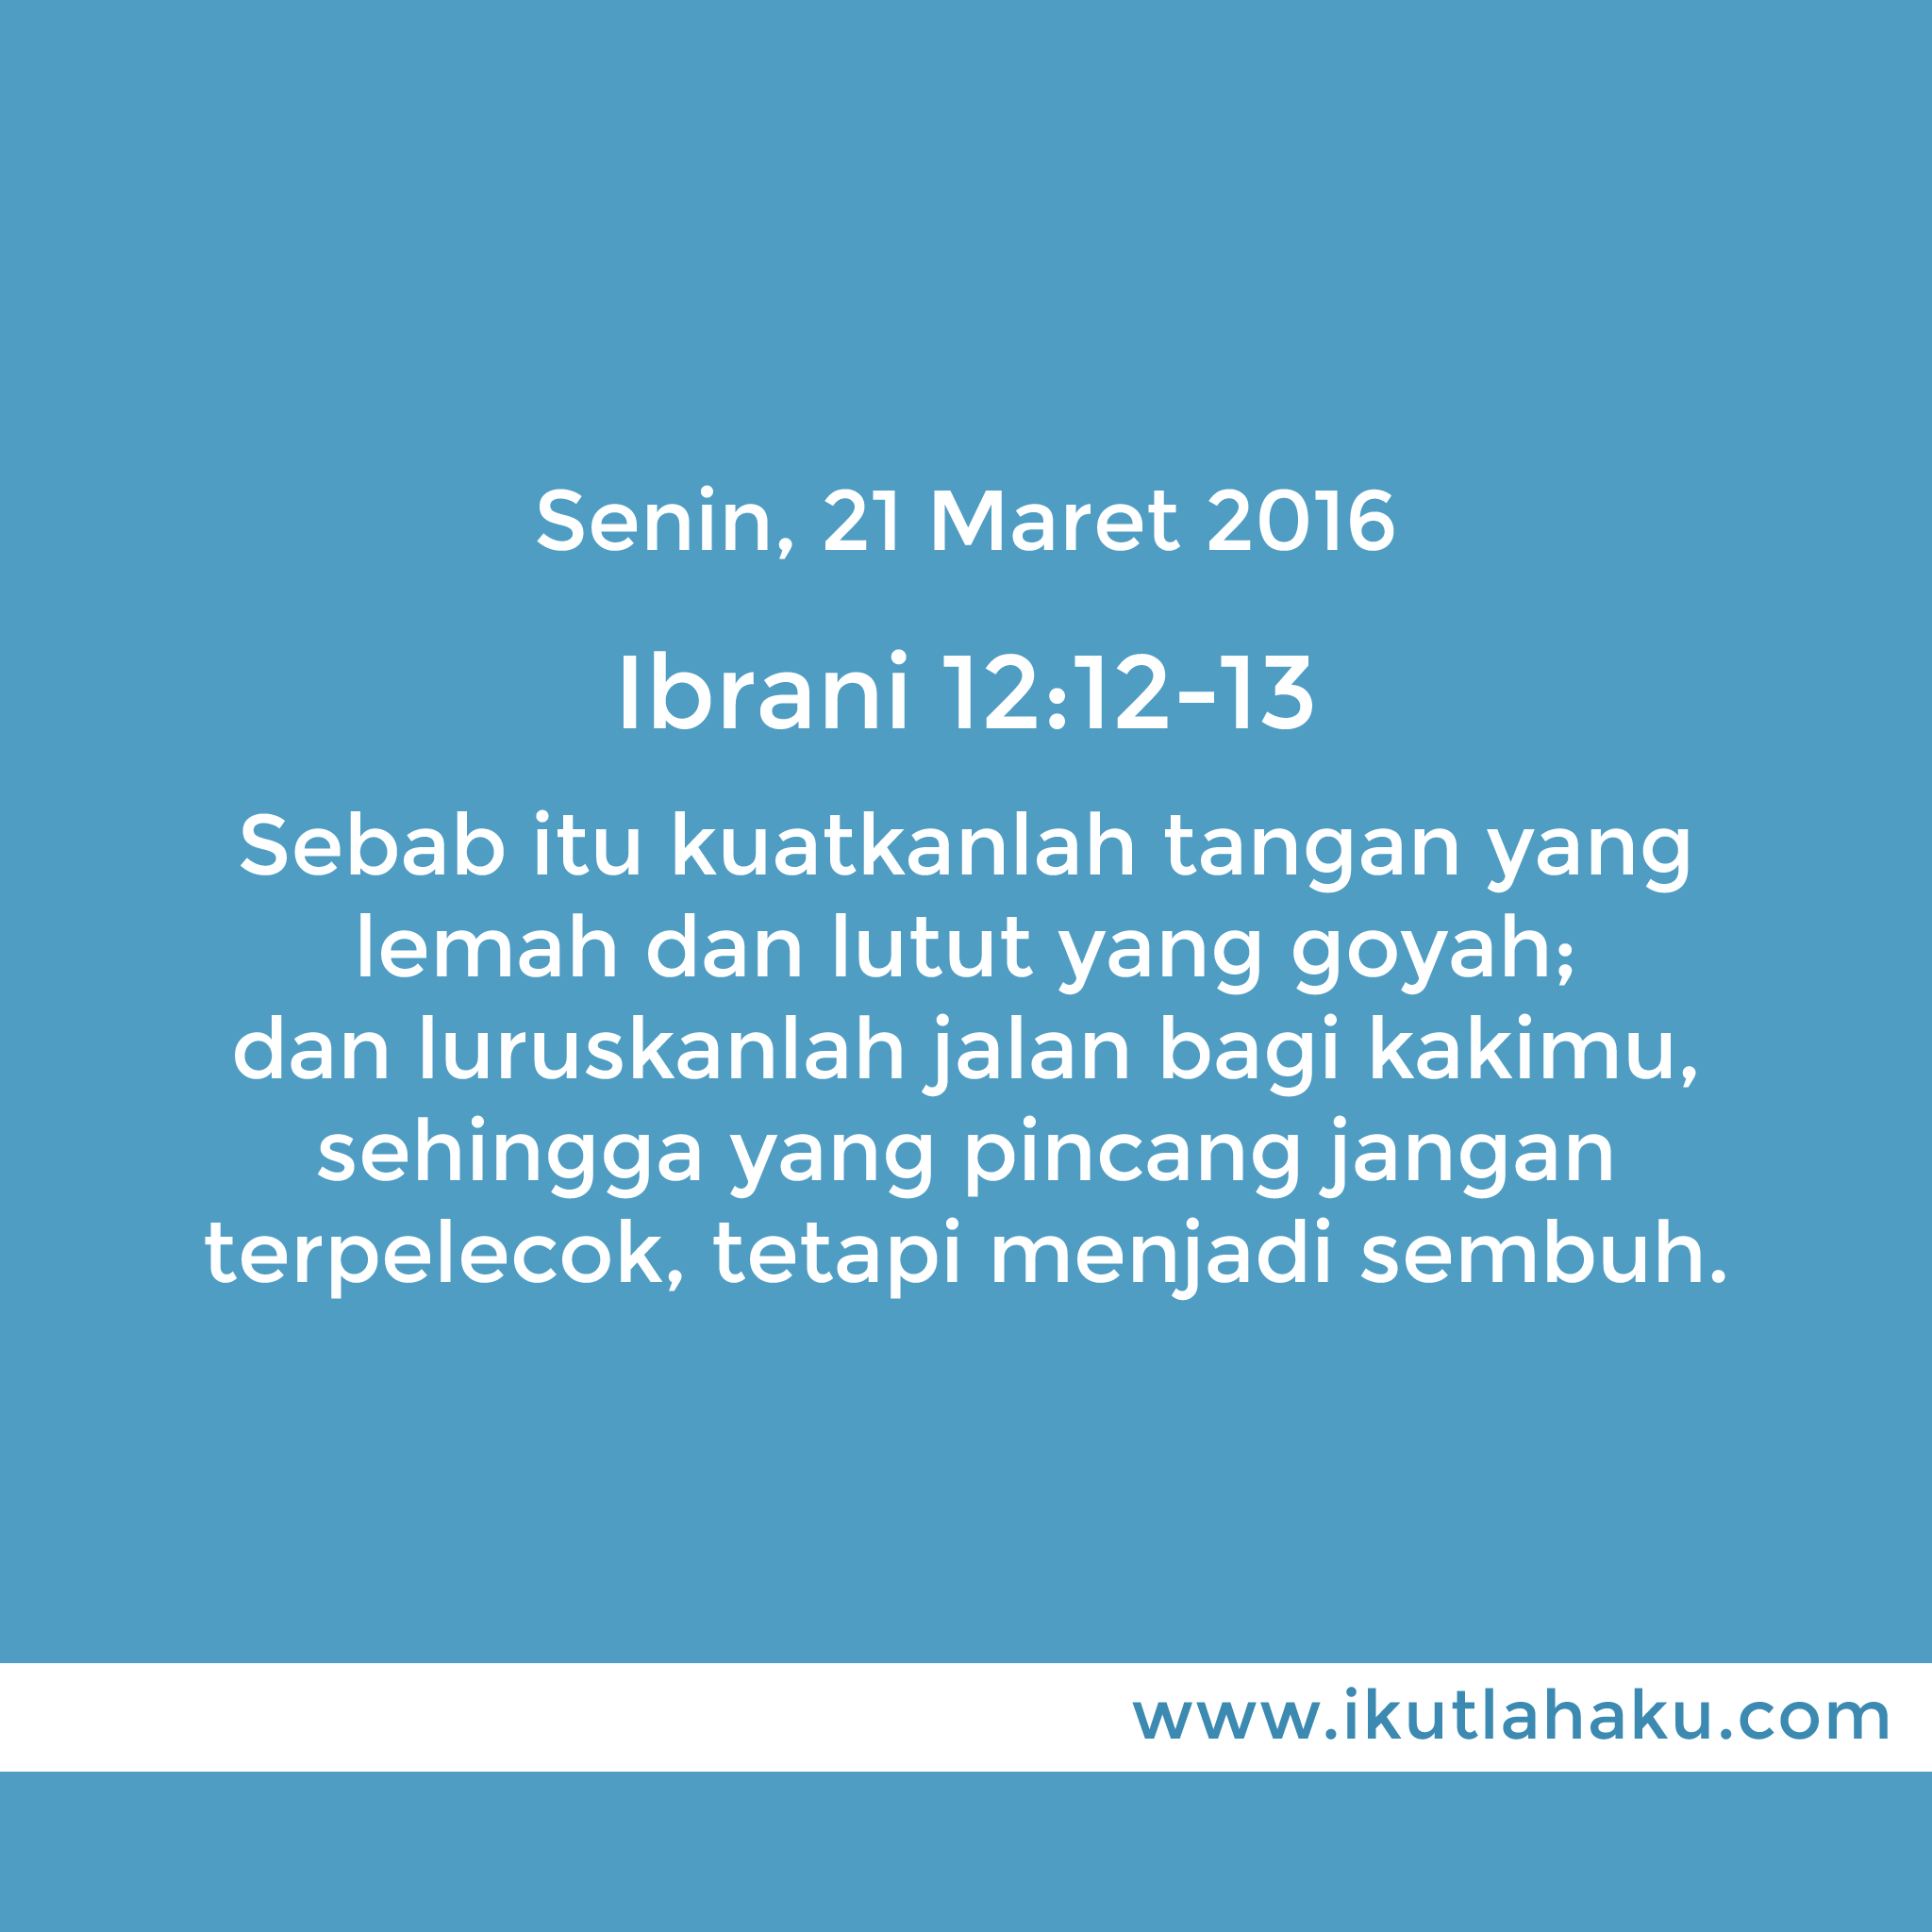 Senin, 21 Maret 2016
Ibrani 12:12-13
Sebab itu kuatkanlah tangan yang
lemah dan lutut yang goyah;
dan luruskanlah jalan bagi kakimu,
sehingga yang pincang jangan
terpelecok, tetapi menjadi sembuh.
www.ikutlahaku.com